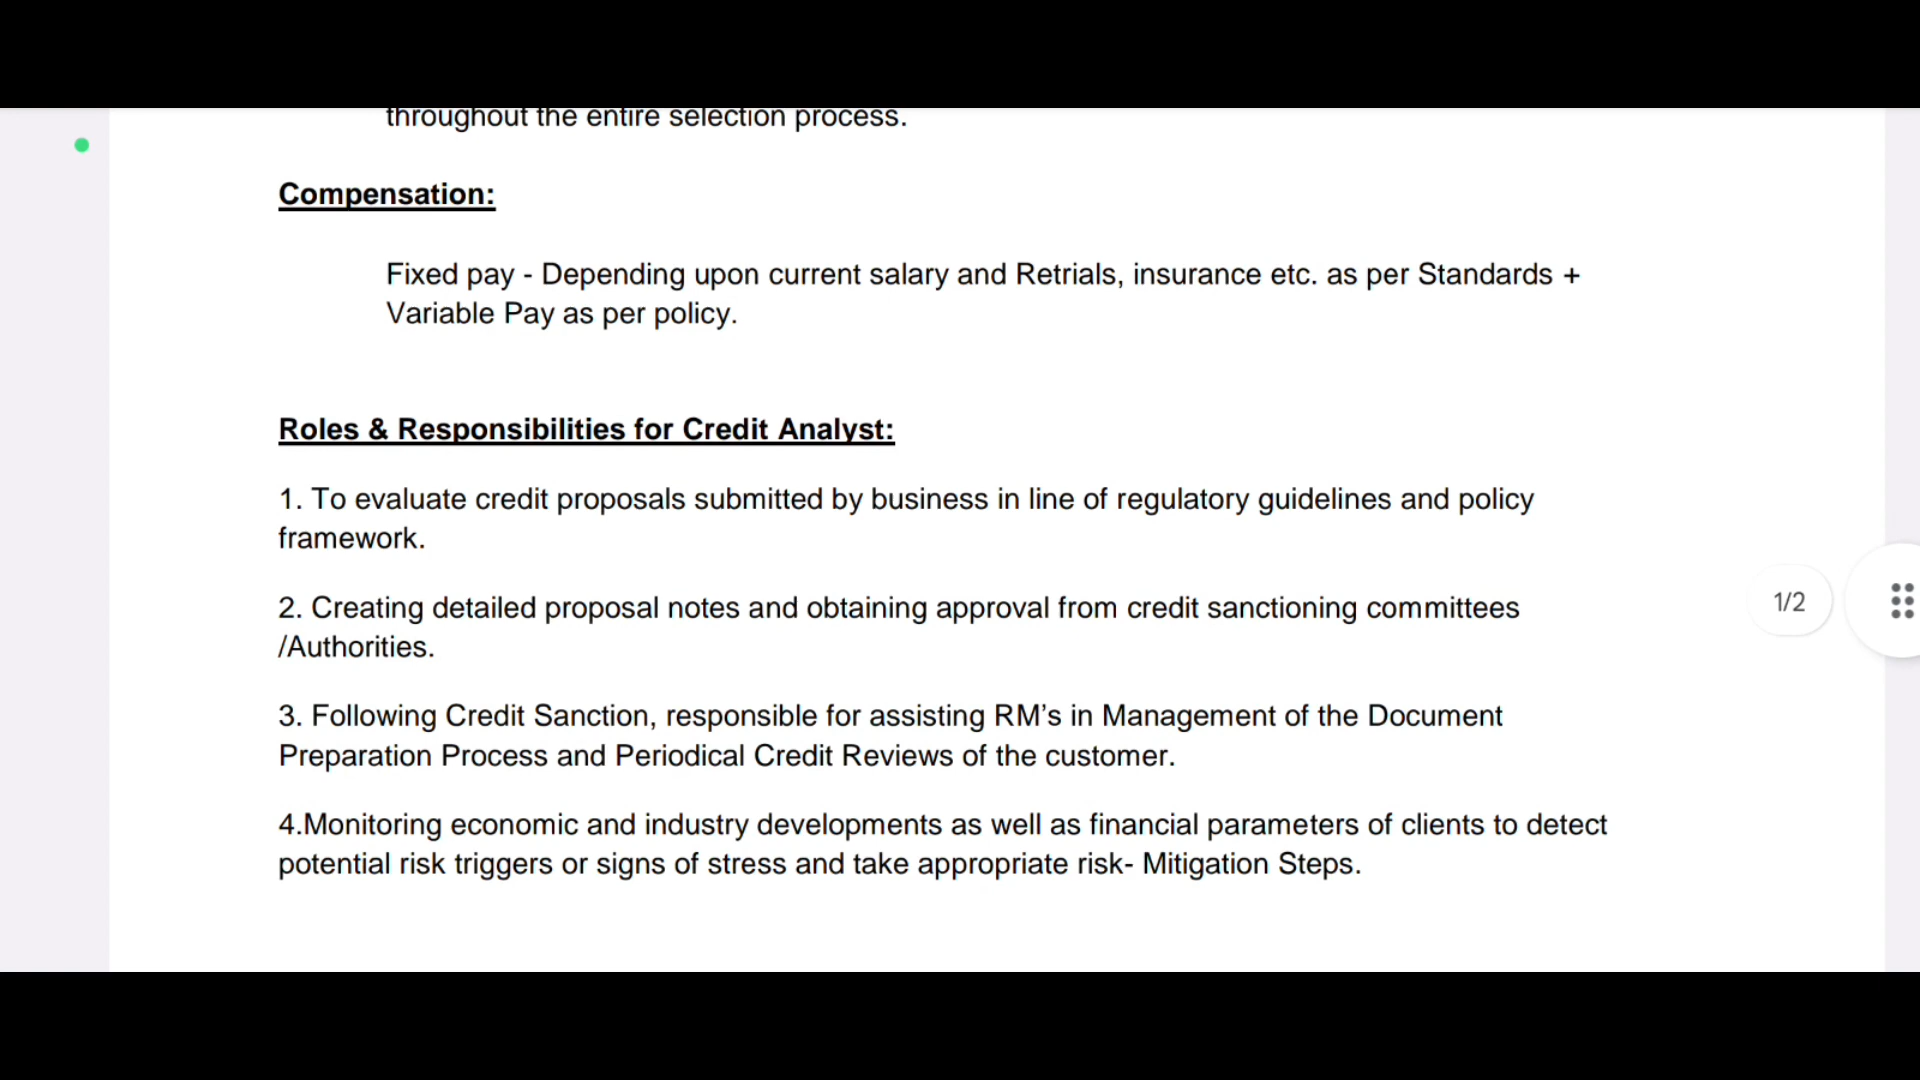 throughout the entire selection process.
Compensation:
Fixed pay - Depending upon current salary and Retrials, insurance etc. as per Standards +
Variable Pay as per policy.
Roles & Responsibilities for Credit Analyst:
1. To evaluate credit proposals submitted by business in line of regulatory guidelines and policy
framework.
2. Creating detailed proposal notes and obtaining approval from credit sanctioning committees
/Authorities.
3. Following Credit Sanction, responsible for assisting RM’s in Management of the Document
Preparation Process and Periodical Credit Reviews of the customer.
4.Monitoring economic and industry developments as well as financial parameters of clients to detect
potential risk triggers or signs of stress and take appropriate risk- Mitigation Steps.
1/2